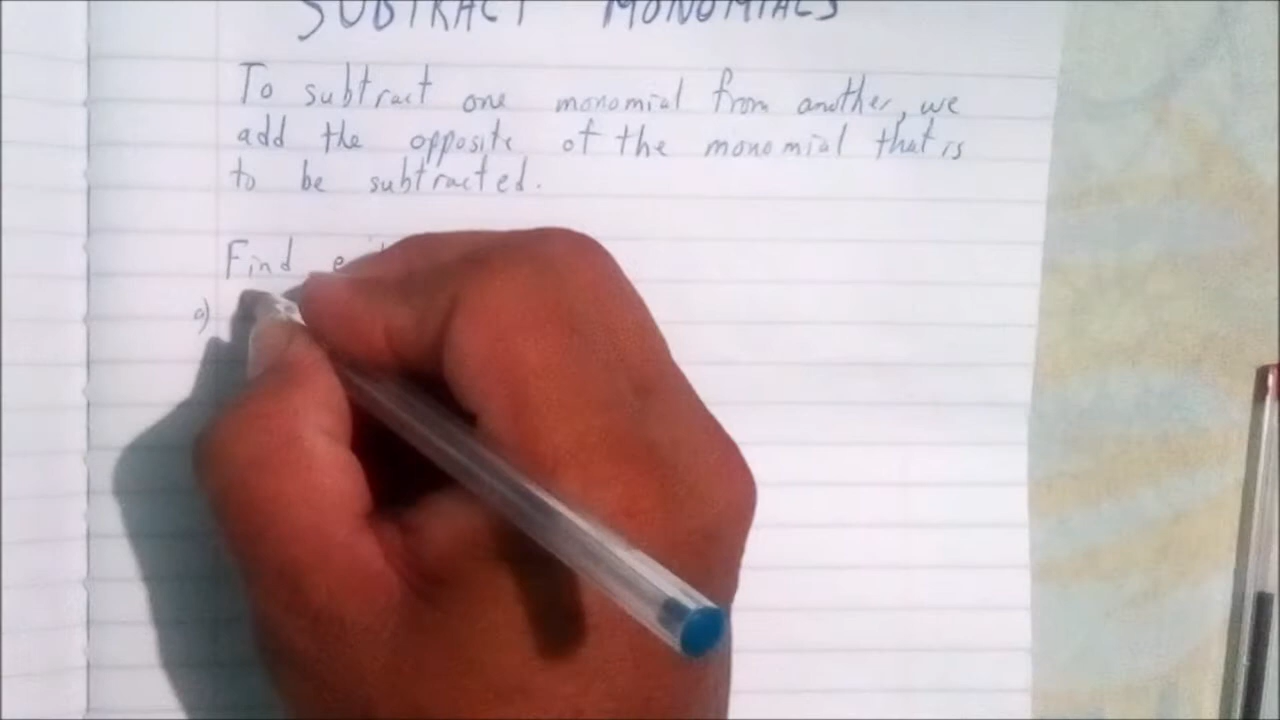 SUBTRACT MONOMIALS
To subtract one monomial from another, we
add the opposite of the monomial that is
to be subtracted.
Find
a)